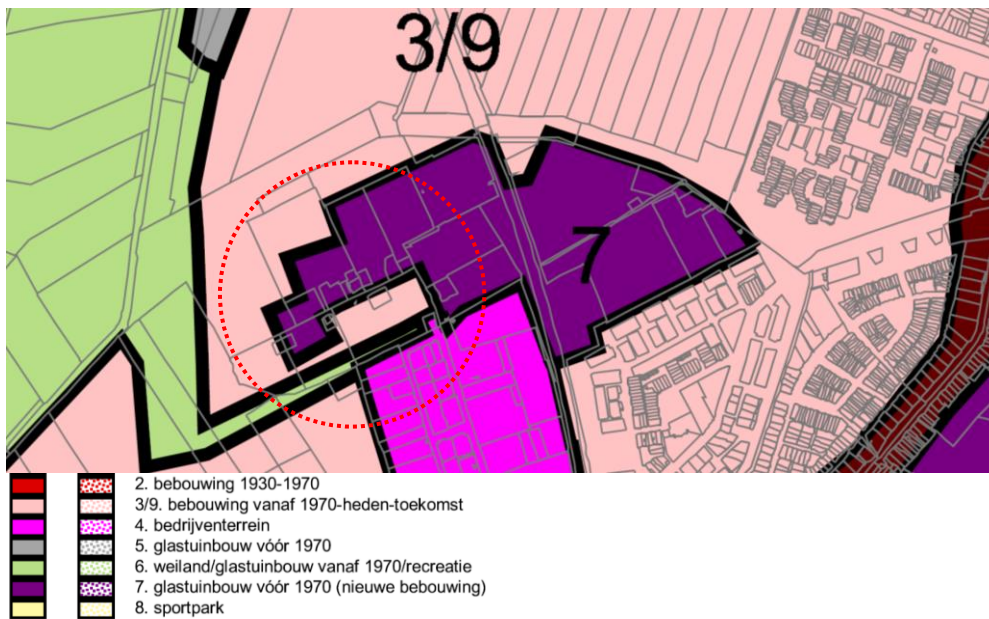 3/9
7
2. bebouwing 1930-1970
3/9. bebouwing vanaf 1970-heden-toekomst
4. bedrijventerrein
5. glastuinbouw vóór 1970
6. weiland/glastuinbouw vanaf 1970/recreatie
7. glastuinbouw vóór 1970 (nieuwe bebouwing)
8. sportpark